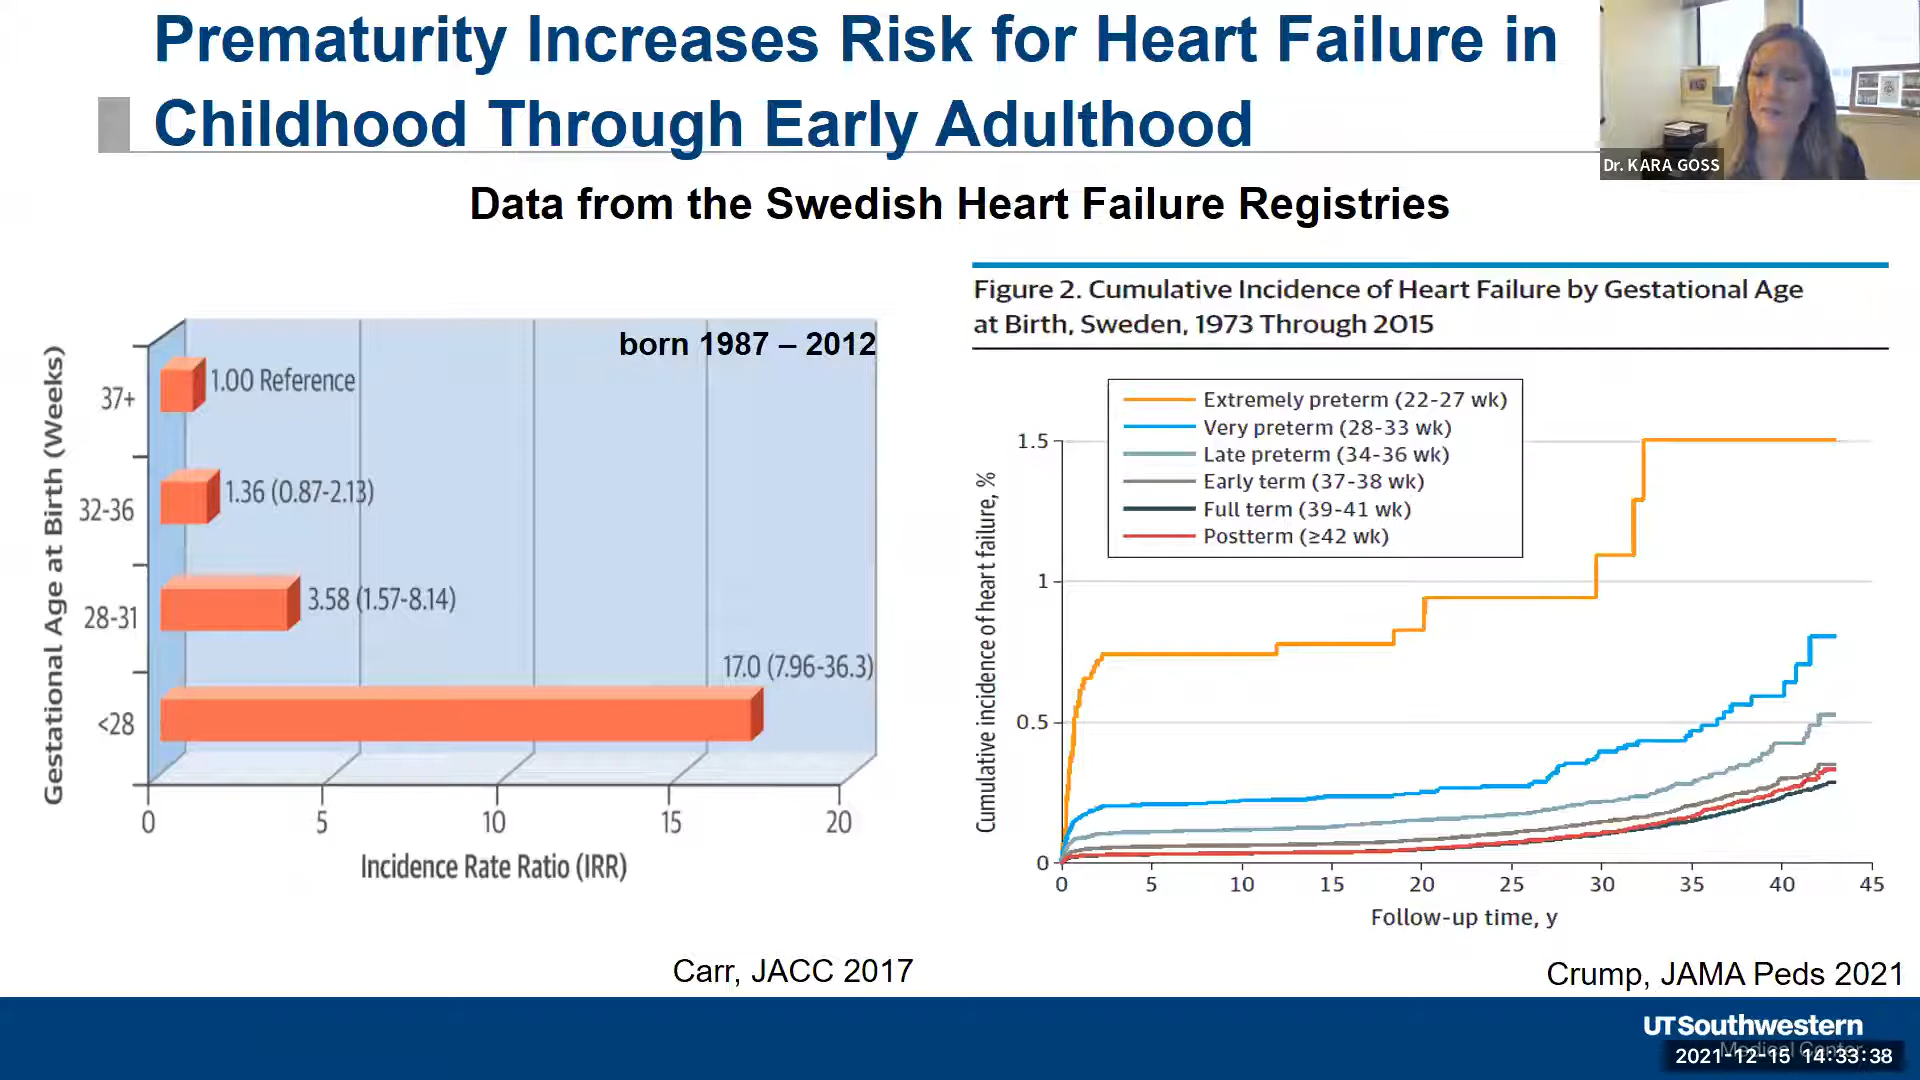 Prematurity Increases Risk for Heart Failure in
Childhood Through Early Adulthood
Dr. KARA GOSS
Data from the Swedish Heart Failure Registries
born 1987 – 2012
Gestational Age at Birth (Weeks)
37+
1.00 Reference
32-36
1.36 (0.87-2.13)
28-31
3.58 (1.57-8.14)
<28
17.0 (7.96-36.3)
0 5 10 15 20
Incidence Rate Ratio (IRR)
Carr, JACC 2017
Figure 2. Cumulative Incidence of Heart Failure by Gestational Age
at Birth, Sweden, 1973 Through 2015
Extremely preterm (22-27 wk)
Very preterm (28-33 wk)
Late preterm (34-36 wk)
Early term (37-38 wk)
Full term (39-41 wk)
Postterm (≥42 wk)
Cumulative incidence of heart failure, %
1.5
1
0.5
0
0 5 10 15 20 25 30 35 40 45
Follow-up time, y
Crump, JAMA Peds 2021
UTSouthwestern
Medical Center
2021-12-15 14:33:38